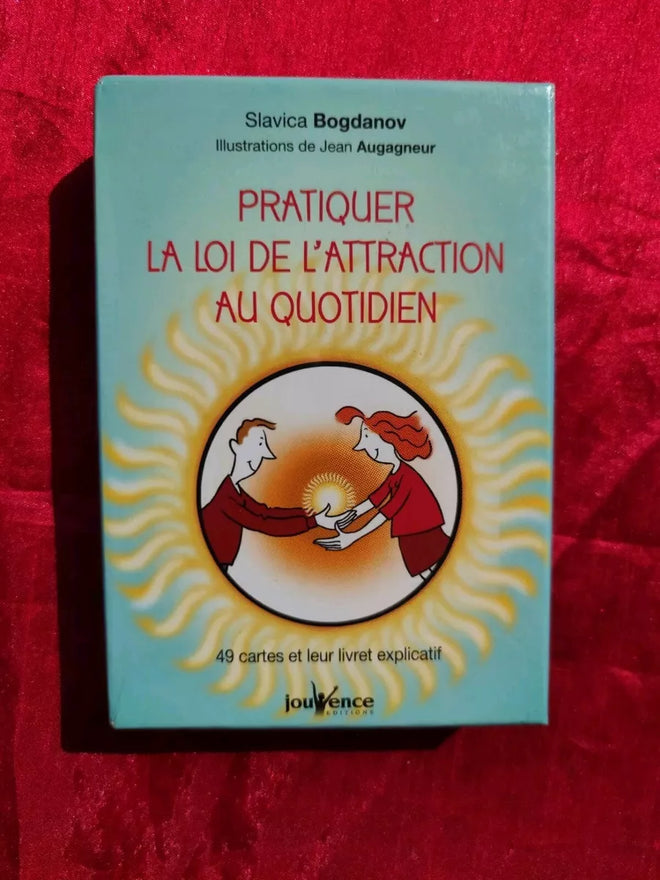 Slavica Bogdanov
Illustrations de Jean Augagneur
PRATIQUER
LA LOI DE L'ATTRACTION
AU QUOTIDIEN
49 cartes et leur livret explicatif
jouvence
EDITIONS